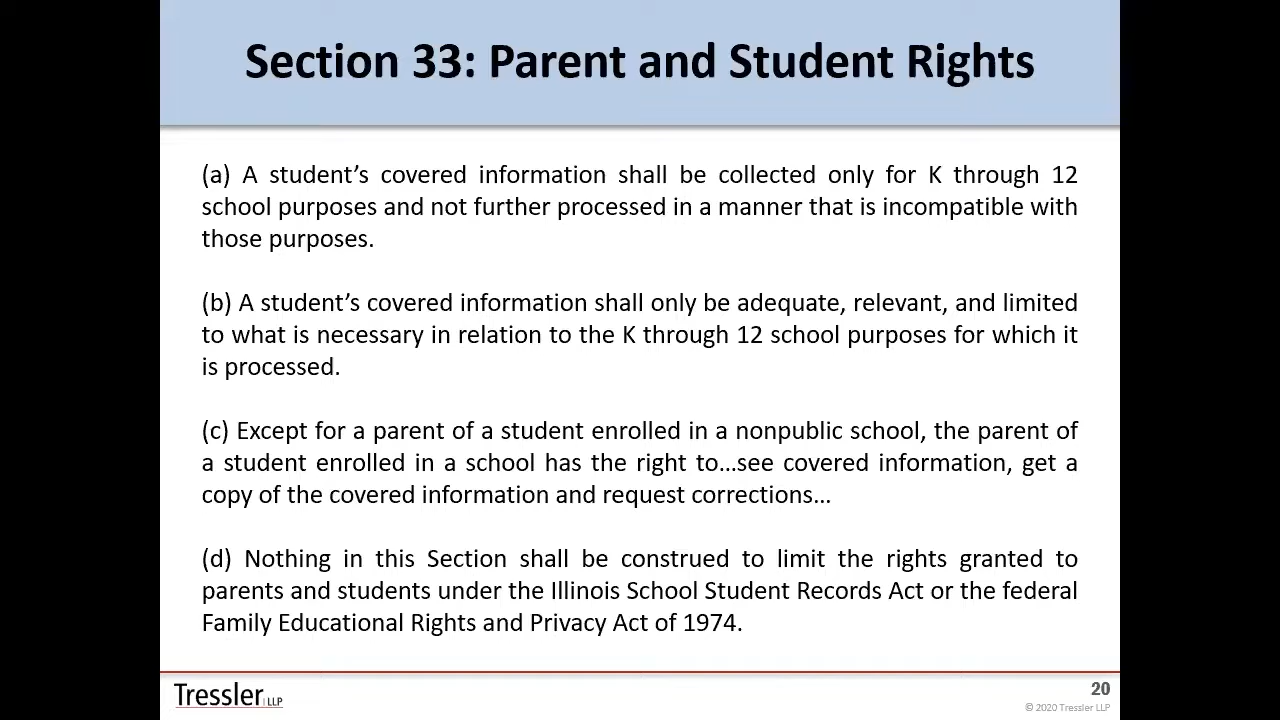 Section 33: Parent and Student Rights
(a) A student’s covered information shall be collected only for K through 12
school purposes and not further processed in a manner that is incompatible with
those purposes.
(b) A student’s covered information shall only be adequate, relevant, and limited
to what is necessary in relation to the K through 12 school purposes for which it
is processed.
(c) Except for a parent of a student enrolled in a nonpublic school, the parent of
a student enrolled in a school has the right to…see covered information, get a
copy of the covered information and request corrections…
(d) Nothing in this Section shall be construed to limit the rights granted to
parents and students under the Illinois School Student Records Act or the federal
Family Educational Rights and Privacy Act of 1974.
Tressler LLP
20
© 2020 Tressler LLP